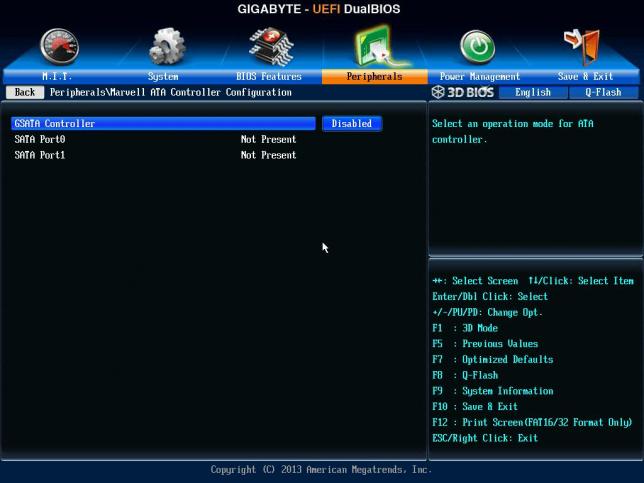 GIGABYTE - UEFI DualBIOS
M.I.T. System BIOS Features Peripherals Power Management Save & Exit
Back Peripherals\Marvell ATA Controller Configuration 3D BIOS English Q-Flash
GSATA Controller Disabled
SATA Port0 Not Present
SATA Port1 Not Present
Select an operation mode for ATA
controller.
→←: Select Screen ↑↓/Click: Select Item
Enter/Dbl Click: Select
+/-/PU/PD: Change Opt.
F1 : 3D Mode
F5 : Previous Values
F7 : Optimized Defaults
F8 : Q-Flash
F9 : System Information
F10 : Save & Exit
F12 : Print Screen(FAT16/32 Format Only)
ESC/Right Click: Exit
Copyright (C) 2013 American Megatrends, Inc.